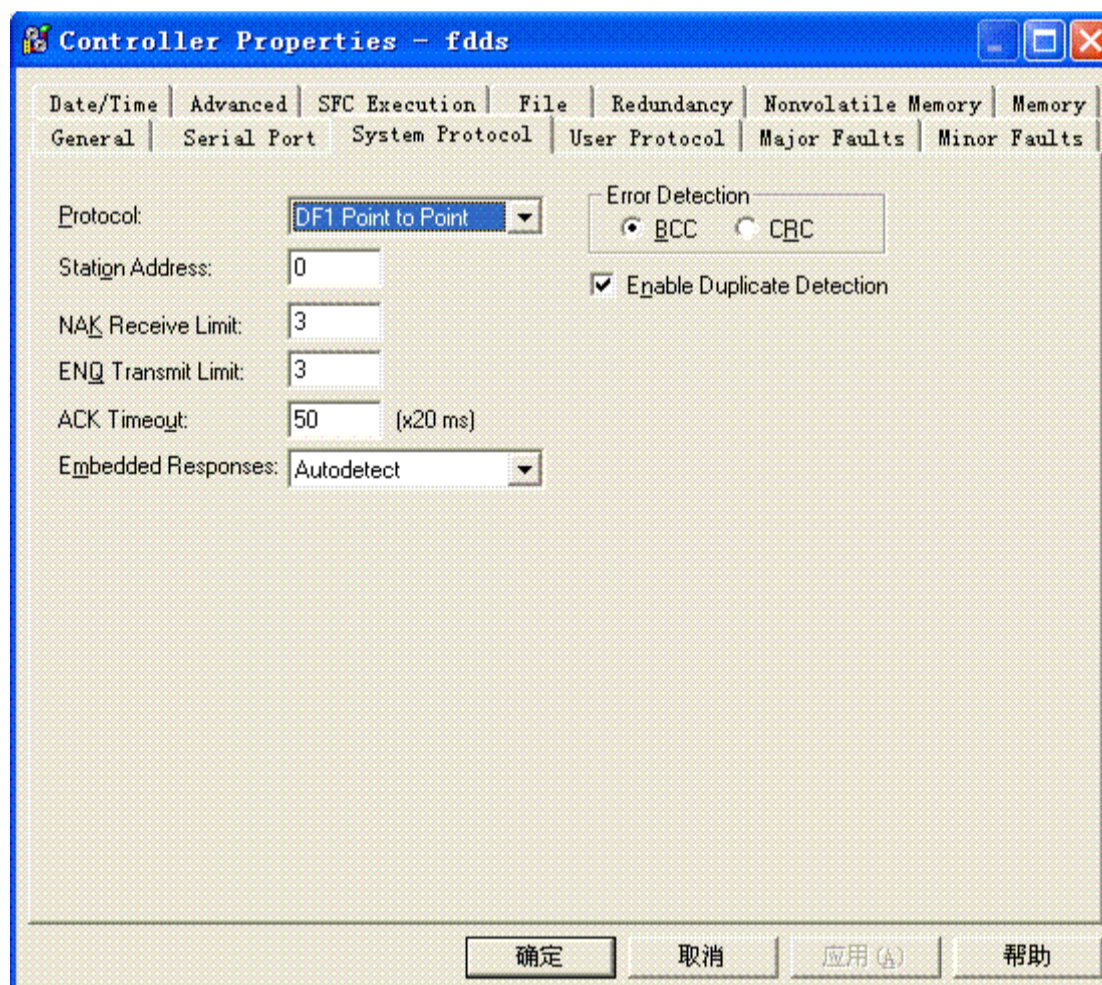 Controller Properties - fdds
Date/Time Advanced SFC Execution File Redundancy Nonvolatile Memory Memory
General Serial Port System Protocol User Protocol Major Faults Minor Faults
Protocol: DF1 Point to Point
Error Detection
BCC CRC
Station Address: 0
Enable Duplicate Detection
NAK Receive Limit: 3
ENQ Transmit Limit: 3
ACK Timeout: 50 (x20 ms)
Embedded Responses: Autodetect
确定 取消 应用(A) 帮助